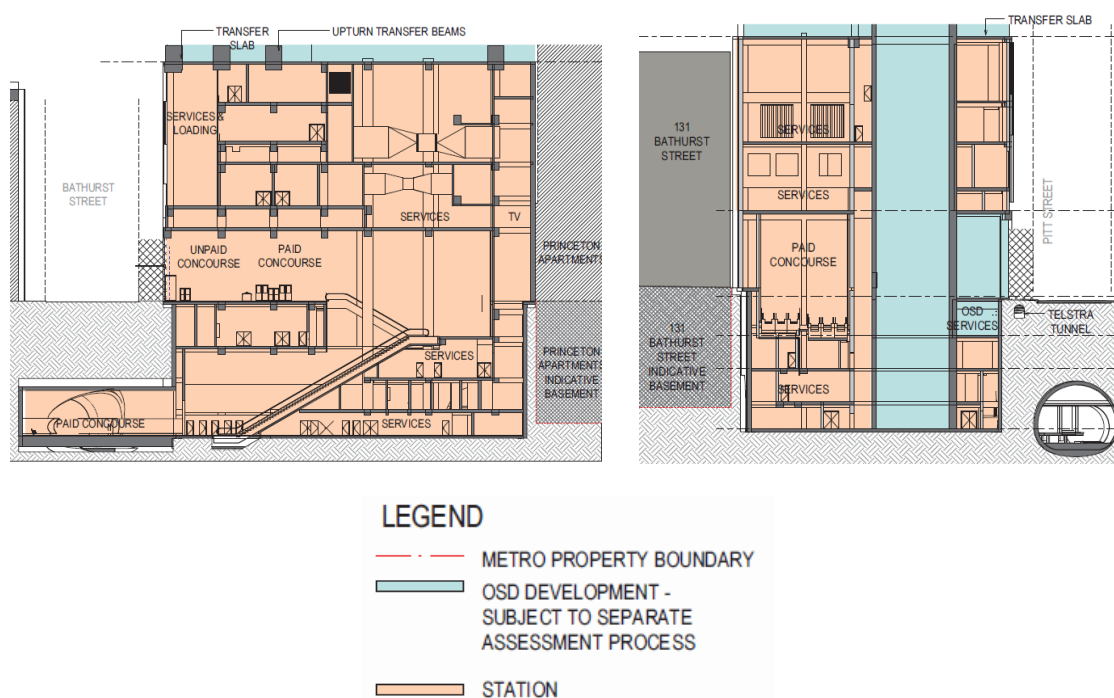 TRANSFER
SLAB
UPTURN TRANSFER BEAMS
SERVICES &
LOADING
BATHURST
STREET
SERVICES
TV
UNPAID
CONCOURSE
PAID
CONCOURSE
PRINCETON
APARTMENTS
SERVICES
PRINCETON
APARTMENTS
INDICATIVE
BASEMENT
PAID CONCOURSE
SERVICES
TRANSFER SLAB
131
BATHURST
STREET
SERVICES
SERVICES
PAID
CONCOURSE
PITT STREET
131
BATHURST
STREET
INDICATIVE
BASEMENT
OSD
SERVICES
TELSTRA
TUNNEL
SERVICES
LEGEND
METRO PROPERTY BOUNDARY
OSD DEVELOPMENT -
SUBJECT TO SEPARATE
ASSESSMENT PROCESS
STATION